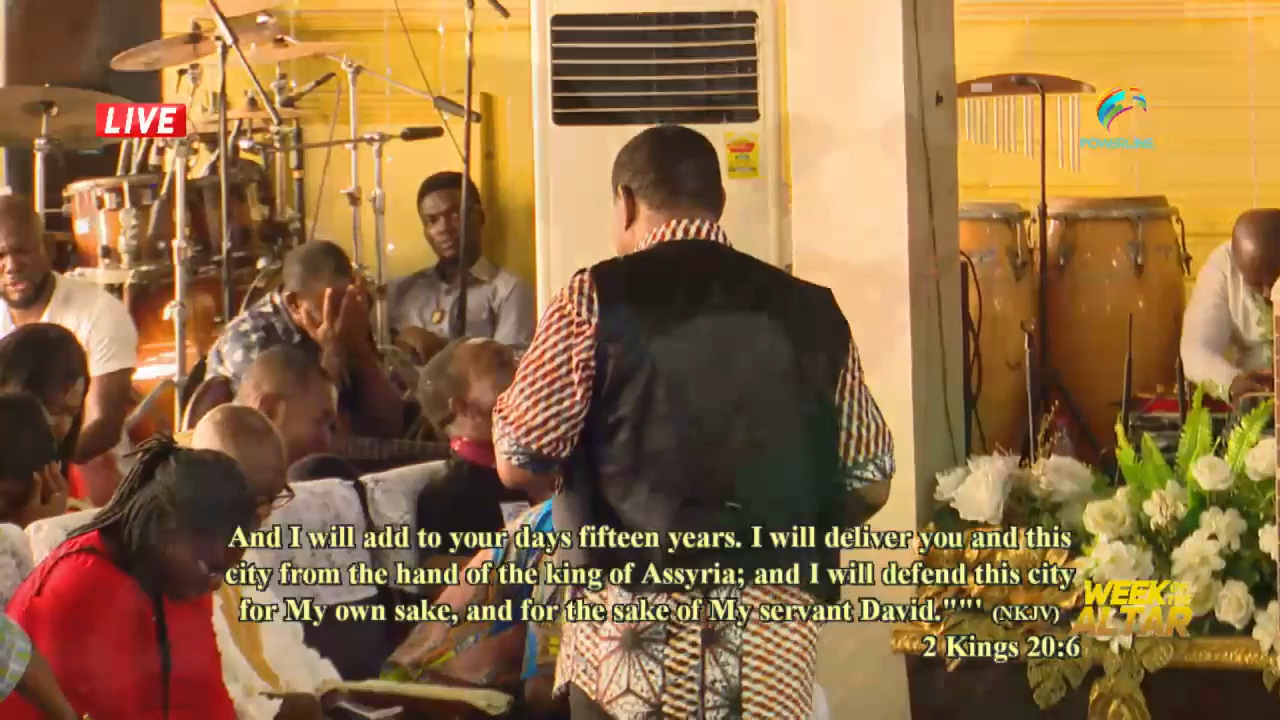 LIVE
POWERLINE
And I will add to your days fifteen years. I will deliver you and this
city from the hand of the king of Assyria; and I will defend this city
for My own sake, and for the sake of My servant David.""' (NKJV)
2 Kings 20:6
WEEK
ALTAR